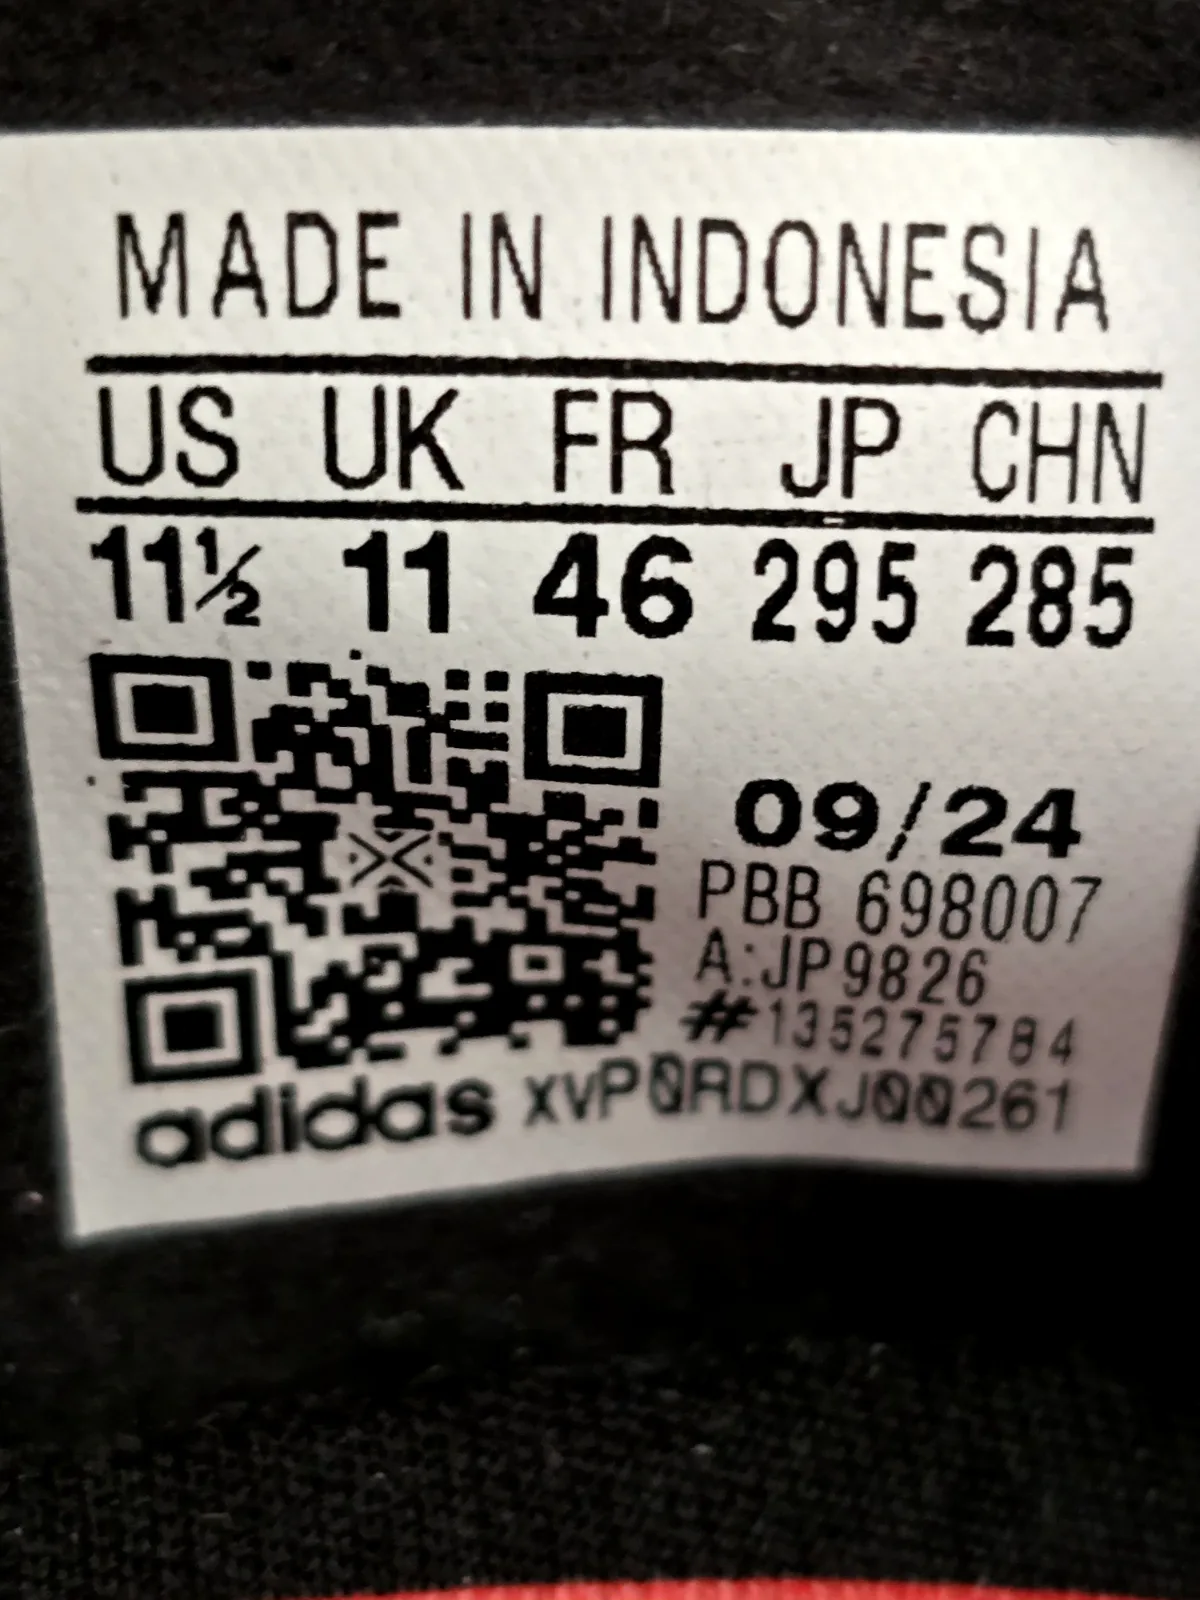 MADE IN INDONESIA
US UK FR JP CHN
11½ 11 46 295 285
09/24
PBB 698007
A:JP9826
#135275784
adidas XVP0RDXJ00261